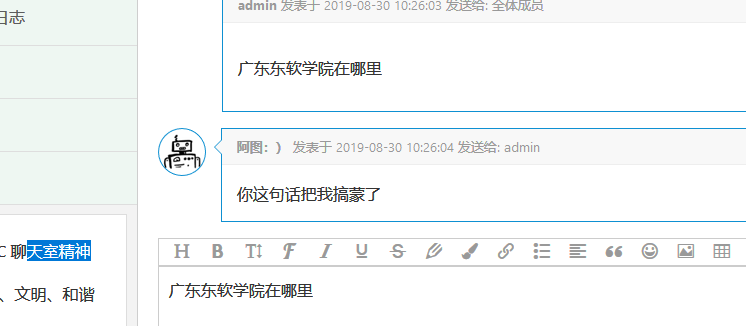 日志
admin 发表于 2019-08-30 10:26:03 发送给: 全体成员
广东东软学院在哪里
阿图：） 发表于 2019-08-30 10:26:04 发送给: admin
你这句话把我搞蒙了
C 聊天室精神
、文明、和谐
H B T F I U S
广东东软学院在哪里